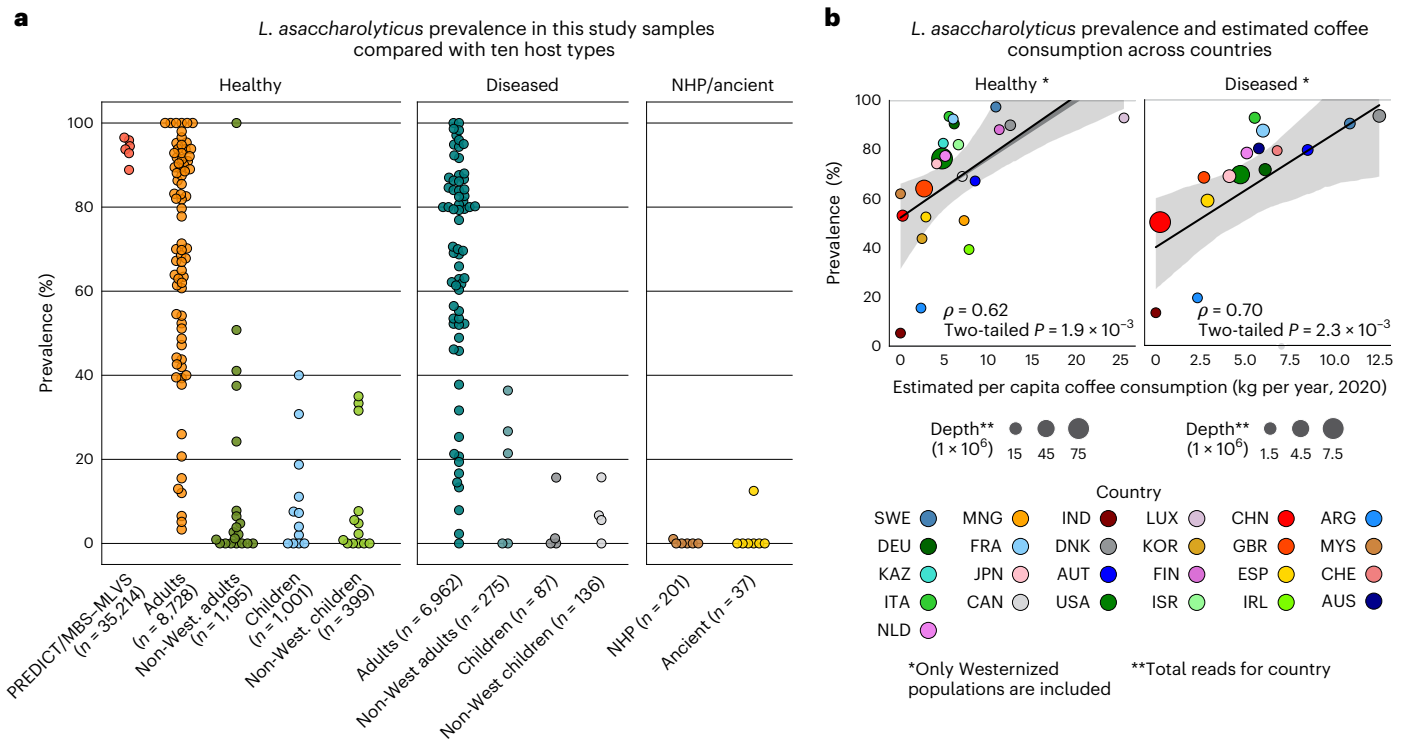 a
L. asaccharolyticus prevalence in this study samples
compared with ten host types
Healthy
Diseased
NHP/ancient
Prevalence (%)
100
80
60
40
20
0
PREDICT/MBS–MLVS
(n = 35,214)
Adults
(n = 8,728)
Non-West. adults
(n = 1,195)
Children
(n = 1,001)
Non-West. children
(n = 399)
Adults (n = 6,962)
Non-West adults (n = 275)
Children (n = 87)
Non-West children (n = 136)
NHP (n = 201)
Ancient (n = 37)
b
L. asaccharolyticus prevalence and estimated coffee
consumption across countries
Healthy *
Diseased *
Prevalence (%)
100
80
60
40
20
0
ρ = 0.62
Two-tailed P = 1.9 × 10⁻³
ρ = 0.70
Two-tailed P = 2.3 × 10⁻³
0 5 10 15 20 25
0 2.5 5.0 7.5 10.0 12.5
Estimated per capita coffee consumption (kg per year, 2020)
Depth**
(1 × 10⁶)
15 45 75
Depth**
(1 × 10⁶)
1.5 4.5 7.5
Country
SWE MNG IND LUX CHN ARG
DEU FRA DNK KOR GBR MYS
KAZ JPN AUT FIN ESP CHE
ITA CAN USA ISR IRL AUS
NLD
*Only Westernized
populations are included
**Total reads for country